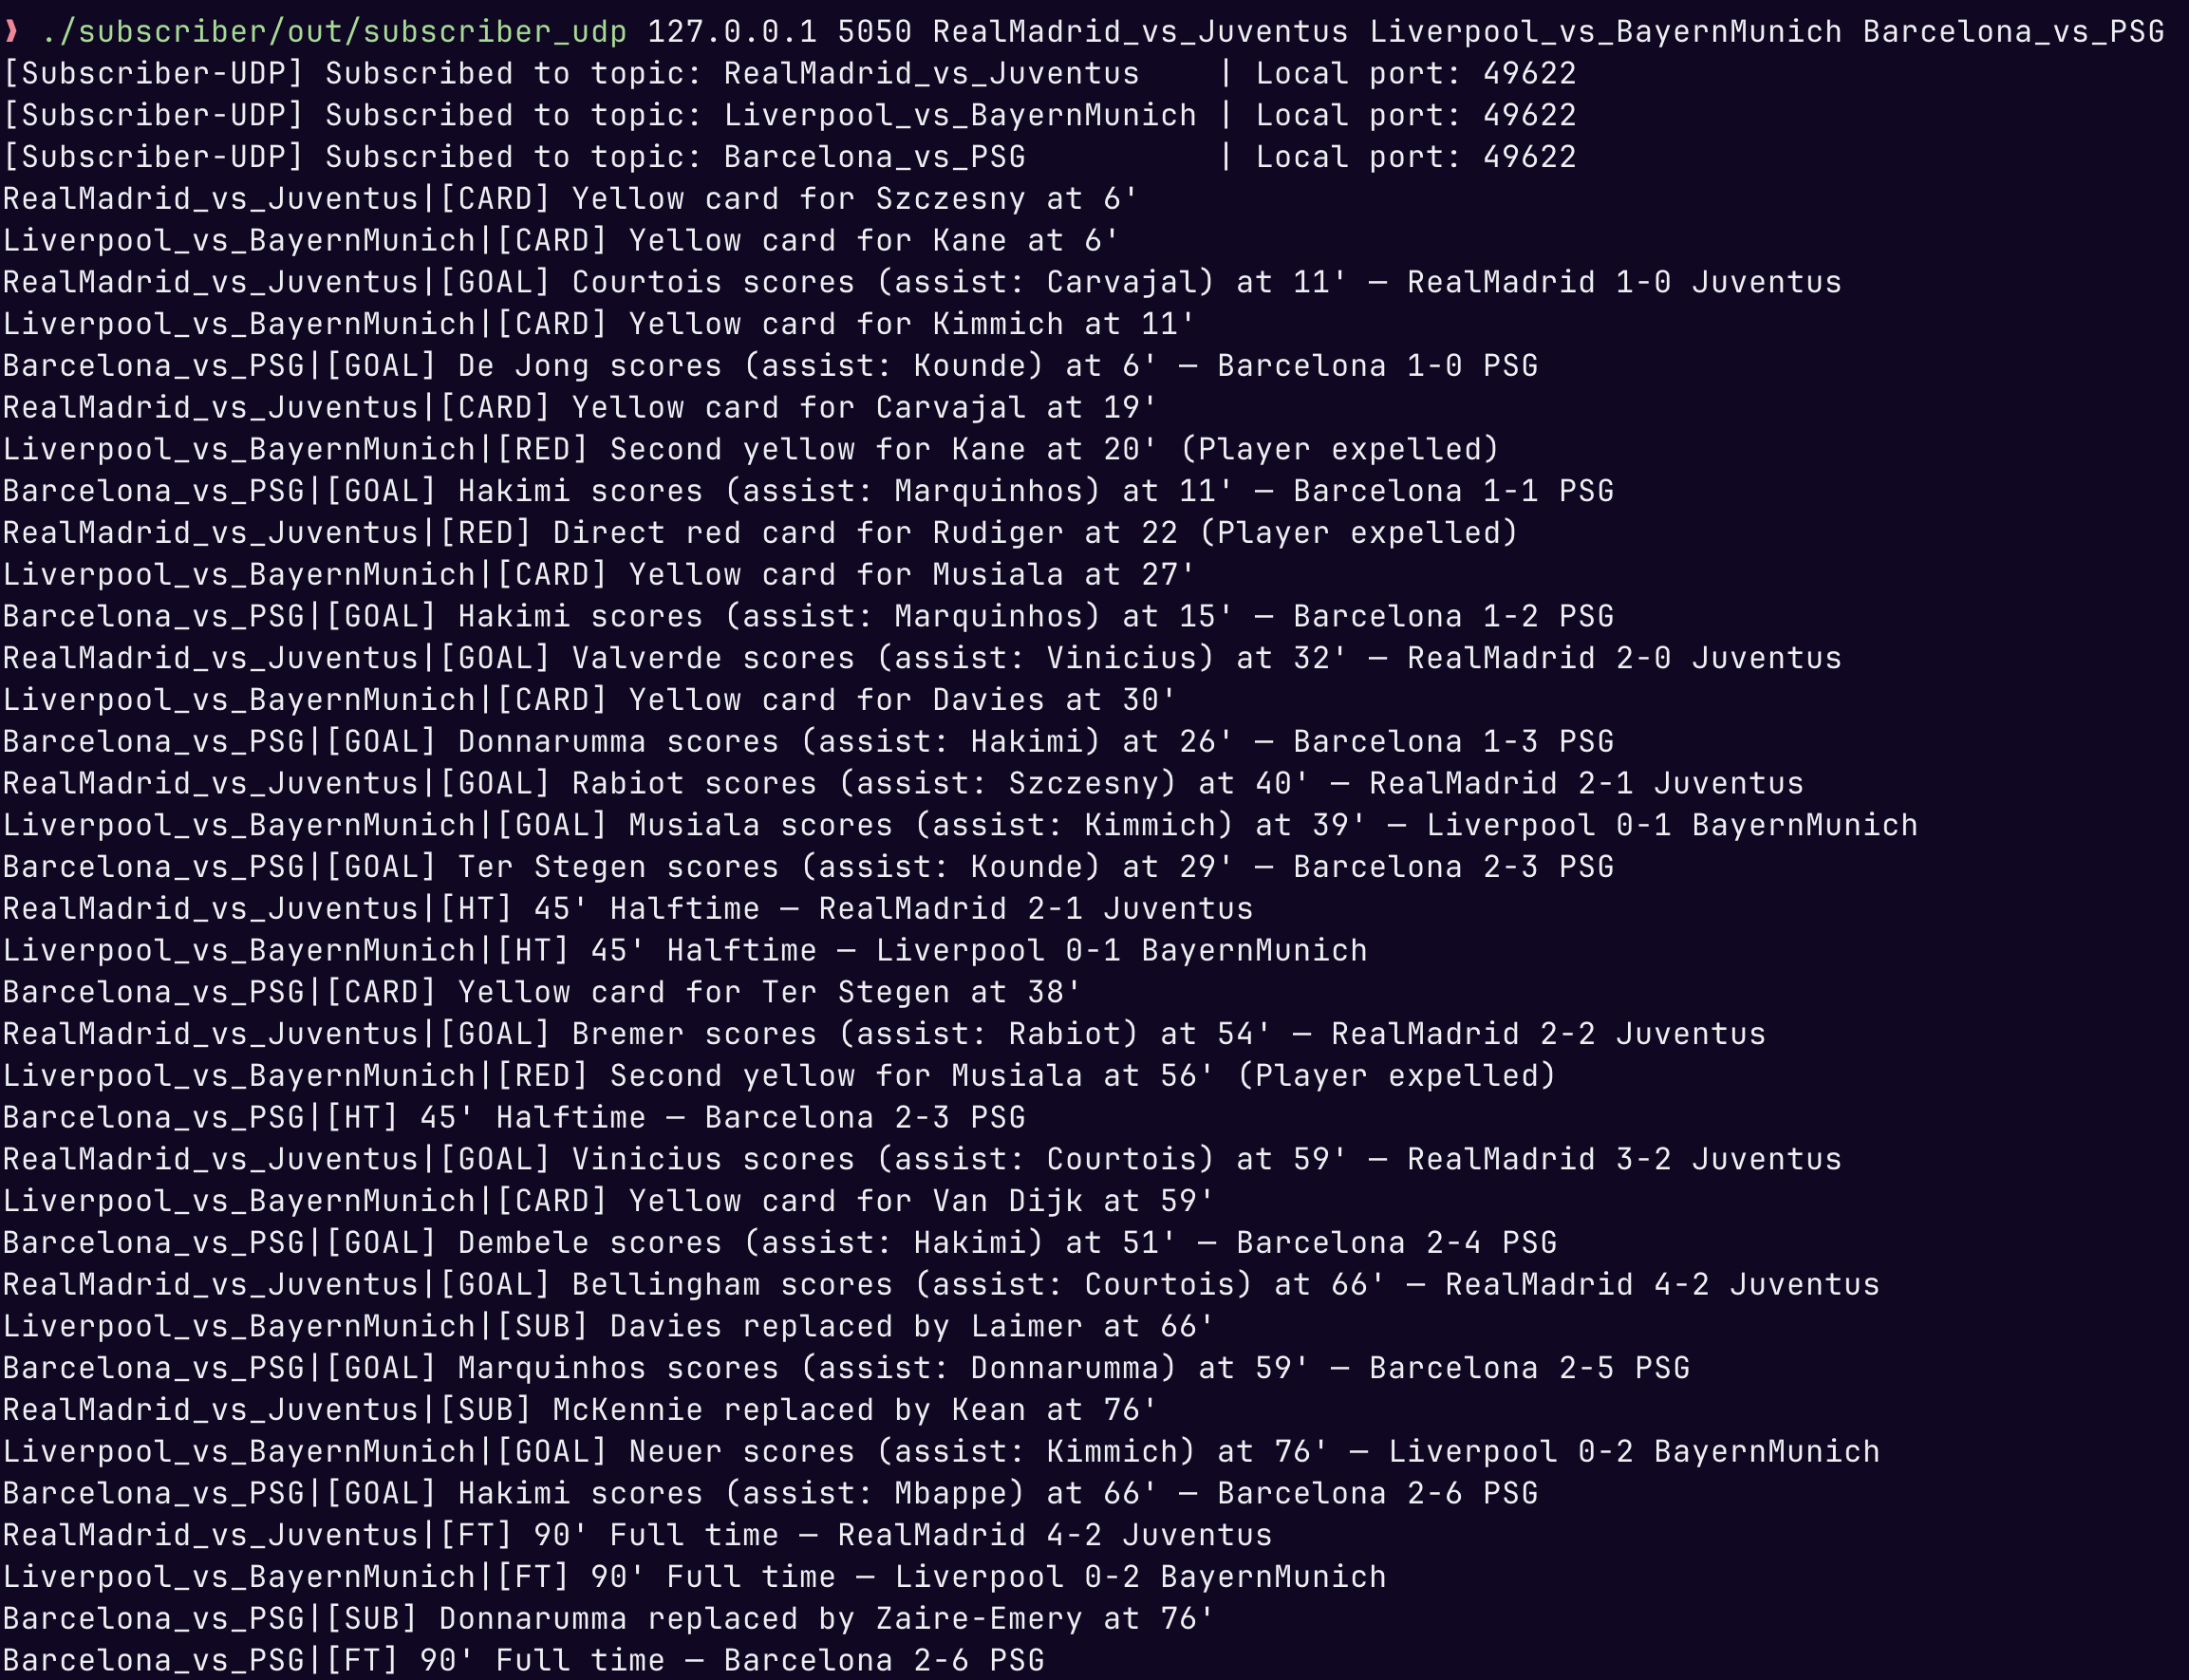 ❱ ./subscriber/out/subscriber_udp 127.0.0.1 5050 RealMadrid_vs_Juventus Liverpool_vs_BayernMunich Barcelona_vs_PSG
[Subscriber-UDP] Subscribed to topic: RealMadrid_vs_Juventus    | Local port: 49622
[Subscriber-UDP] Subscribed to topic: Liverpool_vs_BayernMunich | Local port: 49622
[Subscriber-UDP] Subscribed to topic: Barcelona_vs_PSG          | Local port: 49622
RealMadrid_vs_Juventus|[CARD] Yellow card for Szczesny at 6'
Liverpool_vs_BayernMunich|[CARD] Yellow card for Kane at 6'
RealMadrid_vs_Juventus|[GOAL] Courtois scores (assist: Carvajal) at 11' — RealMadrid 1-0 Juventus
Liverpool_vs_BayernMunich|[CARD] Yellow card for Kimmich at 11'
Barcelona_vs_PSG|[GOAL] De Jong scores (assist: Kounde) at 6' — Barcelona 1-0 PSG
RealMadrid_vs_Juventus|[CARD] Yellow card for Carvajal at 19'
Liverpool_vs_BayernMunich|[RED] Second yellow for Kane at 20' (Player expelled)
Barcelona_vs_PSG|[GOAL] Hakimi scores (assist: Marquinhos) at 11' — Barcelona 1-1 PSG
RealMadrid_vs_Juventus|[RED] Direct red card for Rudiger at 22 (Player expelled)
Liverpool_vs_BayernMunich|[CARD] Yellow card for Musiala at 27'
Barcelona_vs_PSG|[GOAL] Hakimi scores (assist: Marquinhos) at 15' — Barcelona 1-2 PSG
RealMadrid_vs_Juventus|[GOAL] Valverde scores (assist: Vinicius) at 32' — RealMadrid 2-0 Juventus
Liverpool_vs_BayernMunich|[CARD] Yellow card for Davies at 30'
Barcelona_vs_PSG|[GOAL] Donnarumma scores (assist: Hakimi) at 26' — Barcelona 1-3 PSG
RealMadrid_vs_Juventus|[GOAL] Rabiot scores (assist: Szczesny) at 40' — RealMadrid 2-1 Juventus
Liverpool_vs_BayernMunich|[GOAL] Musiala scores (assist: Kimmich) at 39' — Liverpool 0-1 BayernMunich
Barcelona_vs_PSG|[GOAL] Ter Stegen scores (assist: Kounde) at 29' — Barcelona 2-3 PSG
RealMadrid_vs_Juventus|[HT] 45' Halftime — RealMadrid 2-1 Juventus
Liverpool_vs_BayernMunich|[HT] 45' Halftime — Liverpool 0-1 BayernMunich
Barcelona_vs_PSG|[CARD] Yellow card for Ter Stegen at 38'
RealMadrid_vs_Juventus|[GOAL] Bremer scores (assist: Rabiot) at 54' — RealMadrid 2-2 Juventus
Liverpool_vs_BayernMunich|[RED] Second yellow for Musiala at 56' (Player expelled)
Barcelona_vs_PSG|[HT] 45' Halftime — Barcelona 2-3 PSG
RealMadrid_vs_Juventus|[GOAL] Vinicius scores (assist: Courtois) at 59' — RealMadrid 3-2 Juventus
Liverpool_vs_BayernMunich|[CARD] Yellow card for Van Dijk at 59'
Barcelona_vs_PSG|[GOAL] Dembele scores (assist: Hakimi) at 51' — Barcelona 2-4 PSG
RealMadrid_vs_Juventus|[GOAL] Bellingham scores (assist: Courtois) at 66' — RealMadrid 4-2 Juventus
Liverpool_vs_BayernMunich|[SUB] Davies replaced by Laimer at 66'
Barcelona_vs_PSG|[GOAL] Marquinhos scores (assist: Donnarumma) at 59' — Barcelona 2-5 PSG
RealMadrid_vs_Juventus|[SUB] McKennie replaced by Kean at 76'
Liverpool_vs_BayernMunich|[GOAL] Neuer scores (assist: Kimmich) at 76' — Liverpool 0-2 BayernMunich
Barcelona_vs_PSG|[GOAL] Hakimi scores (assist: Mbappe) at 66' — Barcelona 2-6 PSG
RealMadrid_vs_Juventus|[FT] 90' Full time — RealMadrid 4-2 Juventus
Liverpool_vs_BayernMunich|[FT] 90' Full time — Liverpool 0-2 BayernMunich
Barcelona_vs_PSG|[SUB] Donnarumma replaced by Zaire-Emery at 76'
Barcelona_vs_PSG|[FT] 90' Full time — Barcelona 2-6 PSG